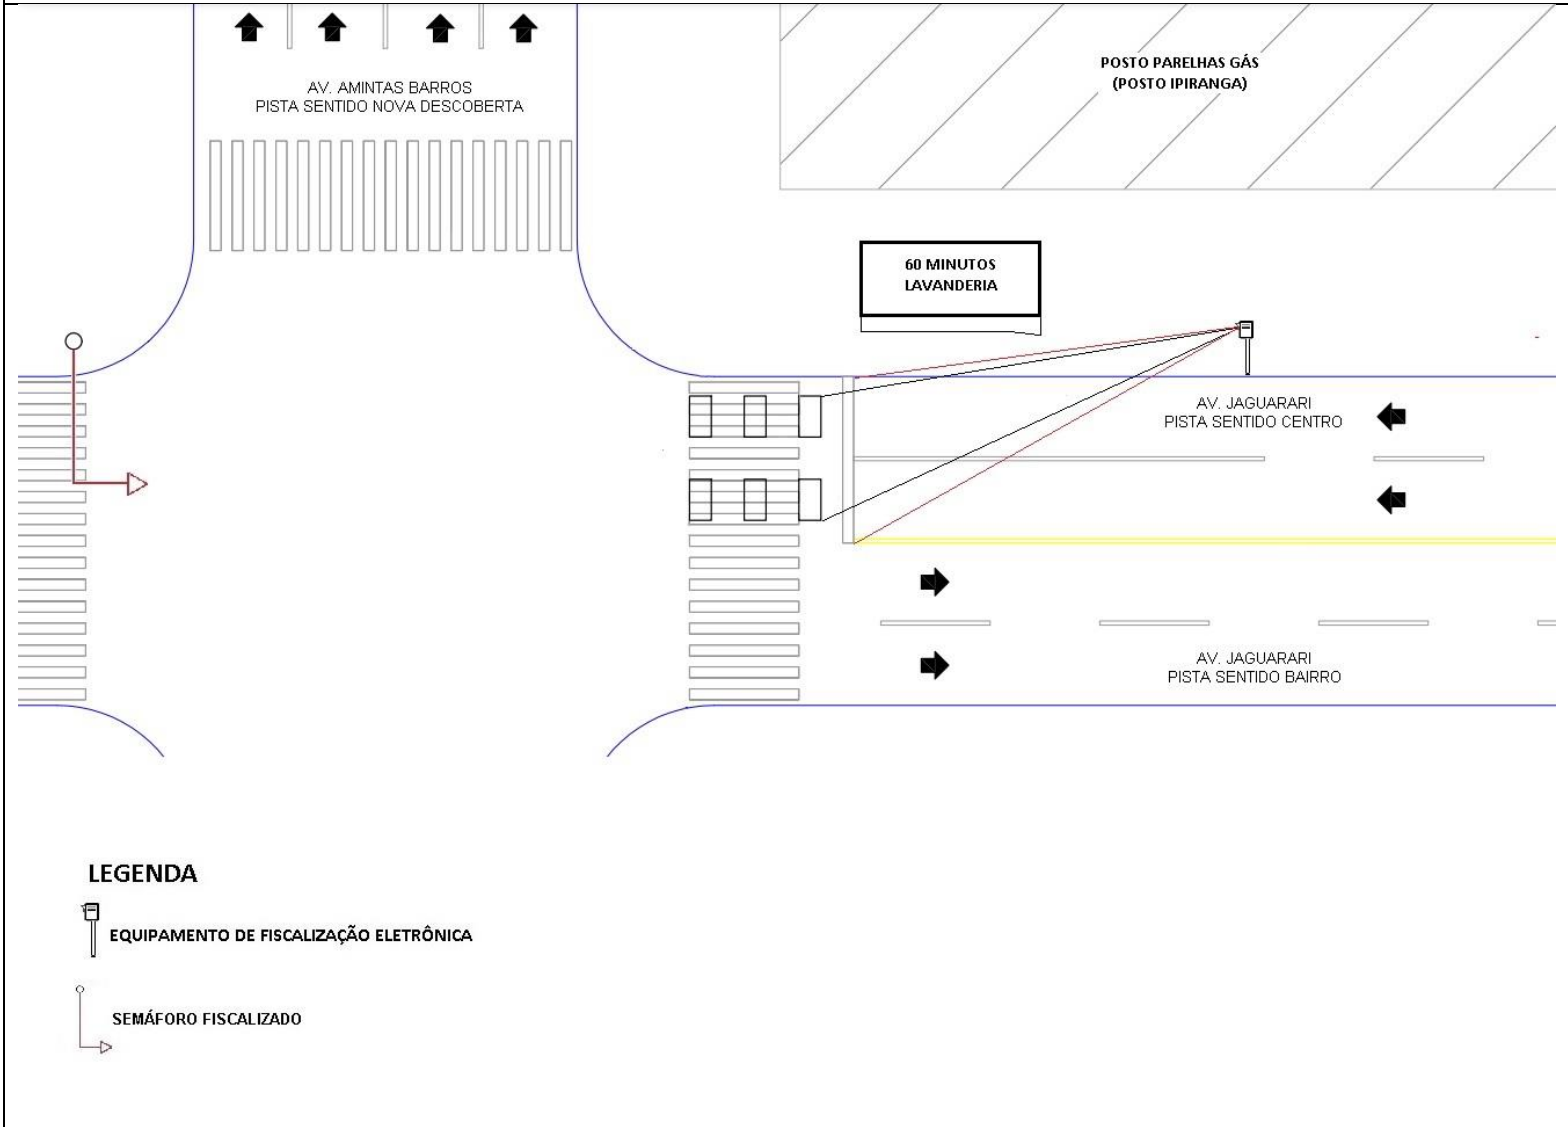 AV. AMINTAS BARROS
PISTA SENTIDO NOVA DESCOBERTA
POSTO PARELHAS GÁS
(POSTO IPIRANGA)
60 MINUTOS
LAVANDERIA
AV. JAGUARARI
PISTA SENTIDO CENTRO
AV. JAGUARARI
PISTA SENTIDO BAIRRO
LEGENDA
EQUIPAMENTO DE FISCALIZAÇÃO ELETRÔNICA
SEMÁFORO FISCALIZADO